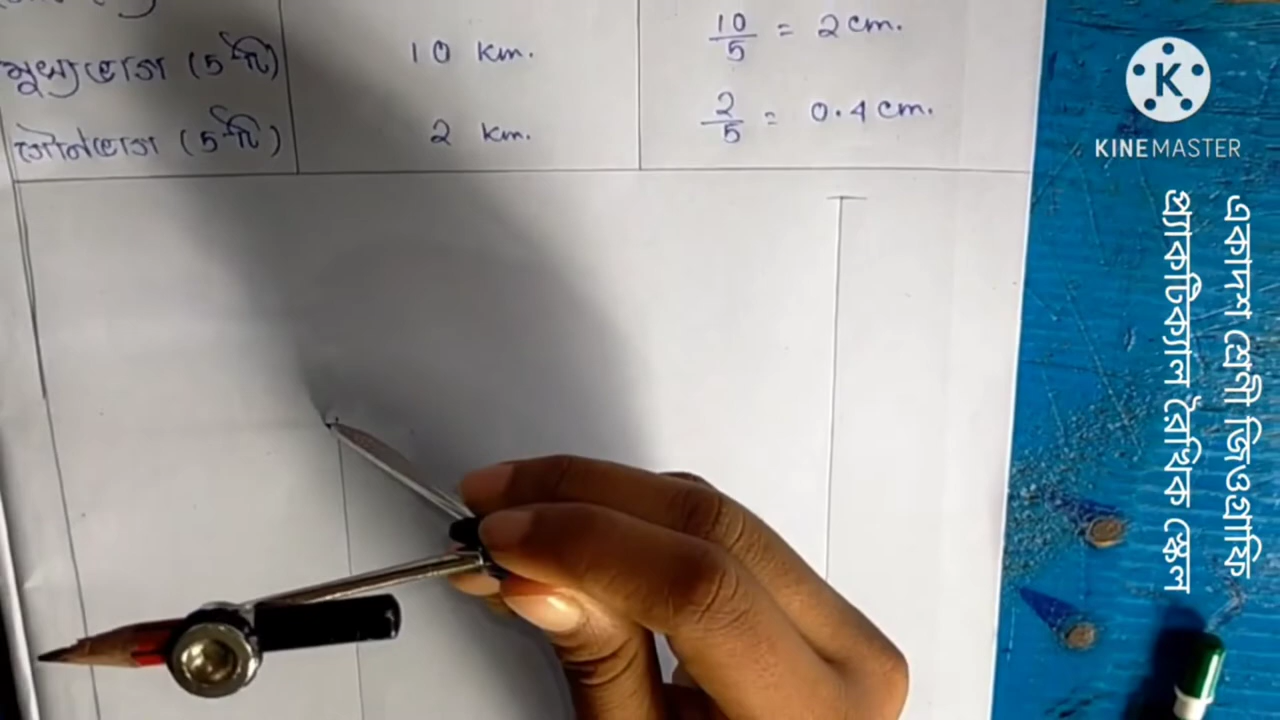 মুখ্যভাগ (5টি) 10 km. 10/5 = 2 cm.
গৌনভাগ (5টি) 2 km. 2/5 = 0.4 cm.
K
KINEMASTER
একাদশ শ্রেণী জিওগ্রাফি
প্র্যাকটিক্যাল রৈখিক স্কেল